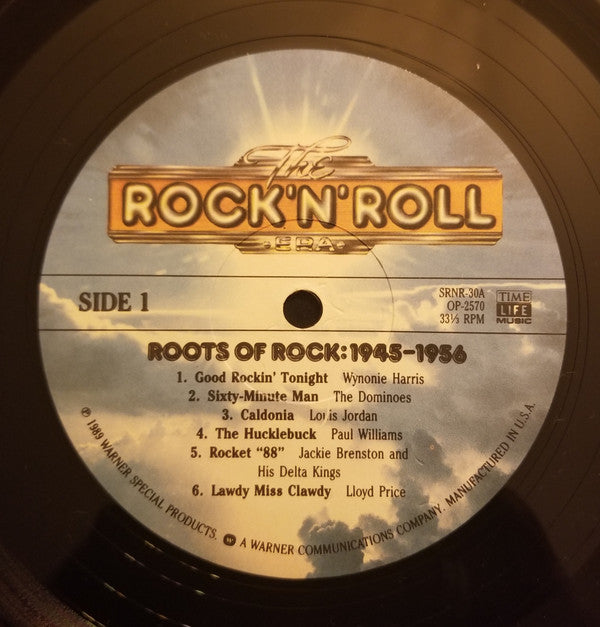 The
ROCK'N'ROLL
•ERA•
SIDE 1
SRNR-30A
OP-2570
33⅓ RPM
TIME
LIFE
MUSIC
ROOTS OF ROCK: 1945–1956
1. Good Rockin' Tonight Wynonie Harris
2. Sixty-Minute Man The Dominoes
3. Caldonia Louis Jordan
4. The Hucklebuck Paul Williams
5. Rocket "88" Jackie Brenston and
His Delta Kings
6. Lawdy Miss Clawdy Lloyd Price
℗ 1989 WARNER SPECIAL PRODUCTS. A WARNER COMMUNICATIONS COMPANY. MANUFACTURED IN U.S.A.